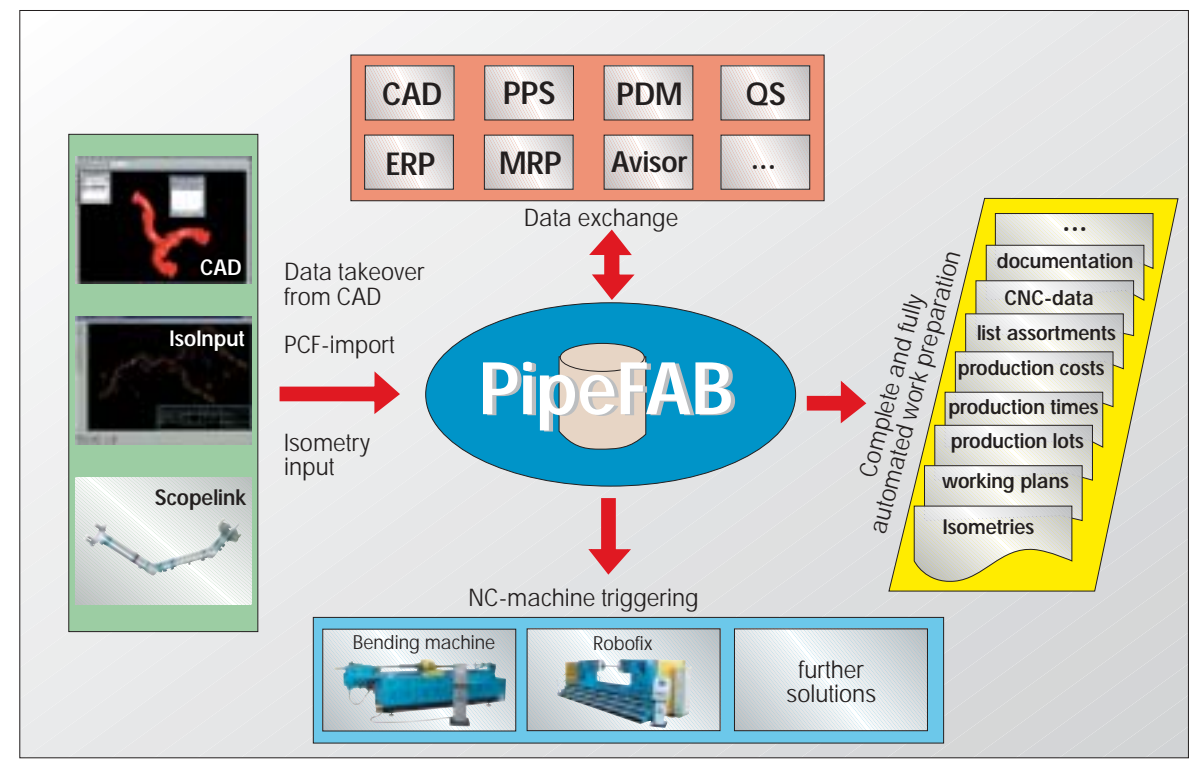 CAD
PPS
PDM
QS
ERP
MRP
Avisor
...
Data exchange
CAD
IsoInput
Scopelink
Data takeover
from CAD
PCF-import
Isometry
input
PipeFAB
Complete and fully
automated work preparation
...
documentation
CNC-data
list assortments
production costs
production times
production lots
working plans
Isometries
NC-machine triggering
Bending machine
Robofix
further
solutions